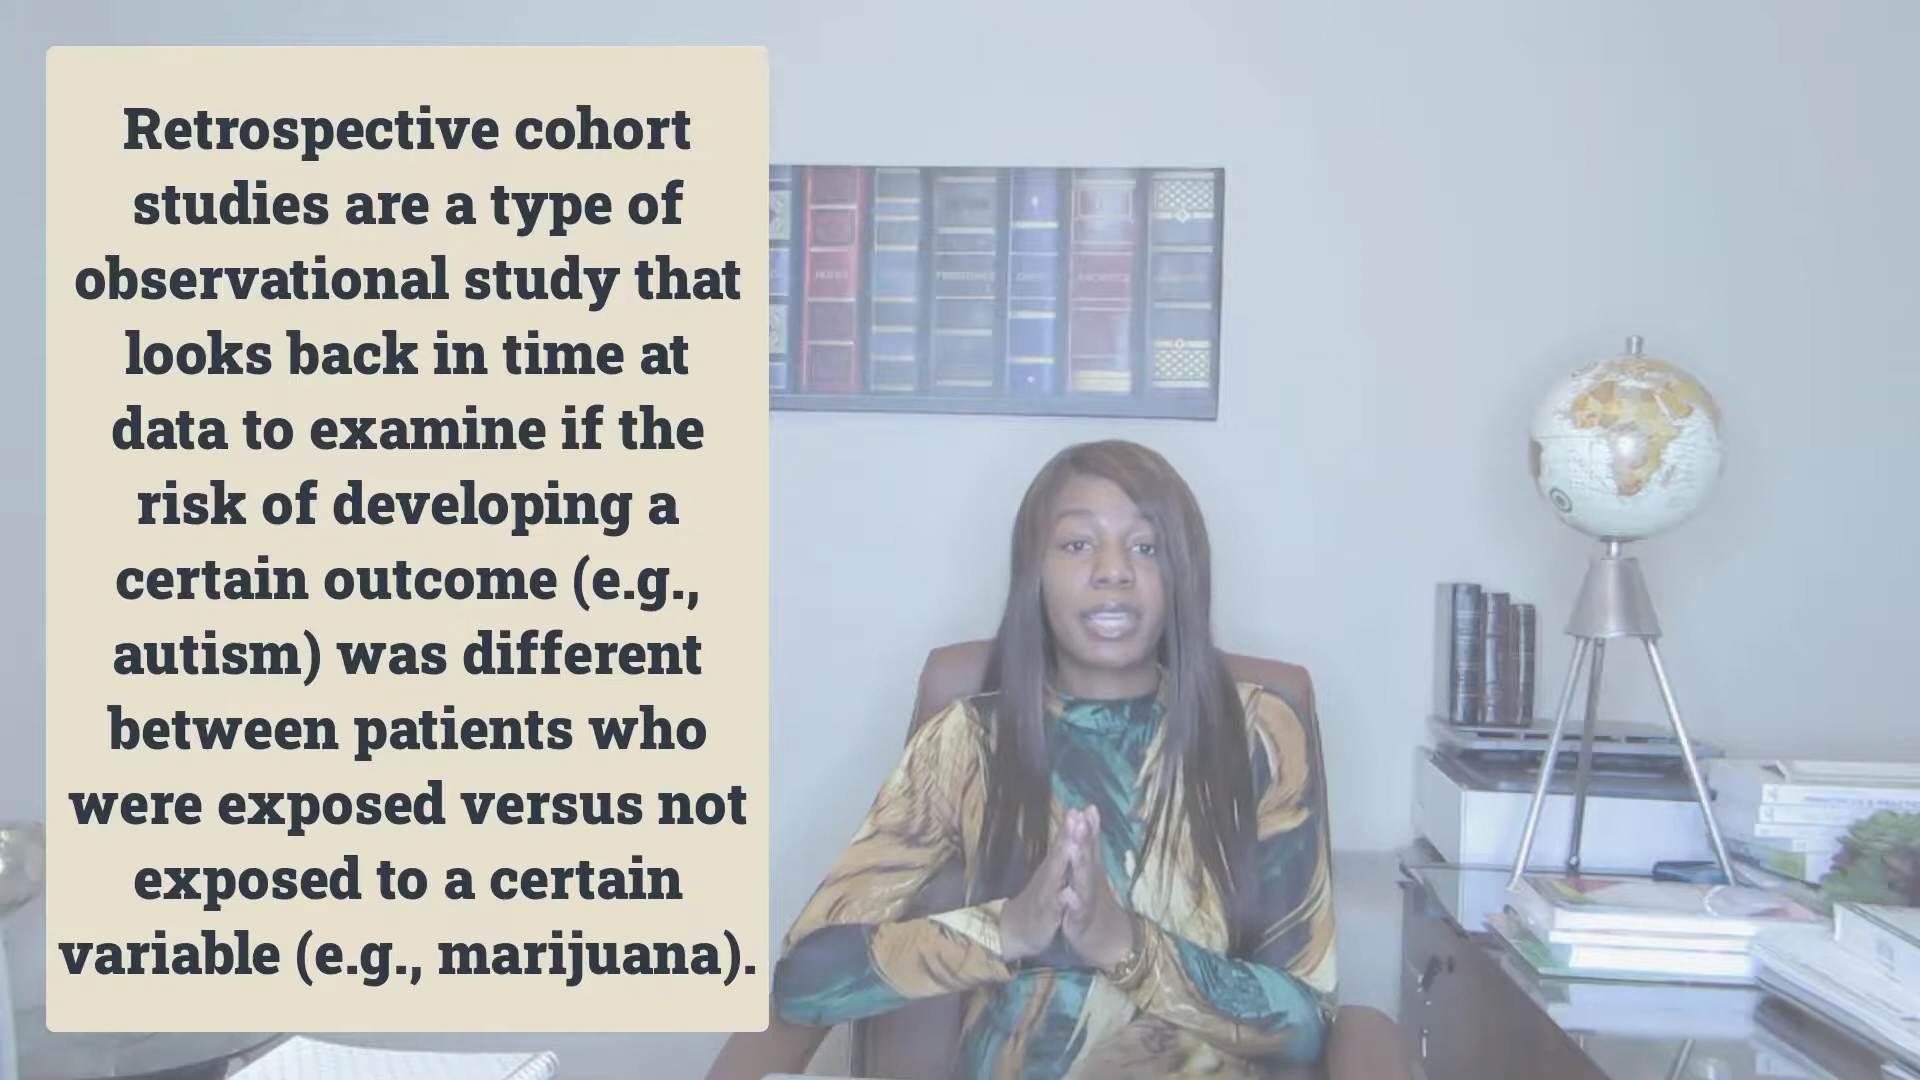 Retrospective cohort
studies are a type of
observational study that
looks back in time at
data to examine if the
risk of developing a
certain outcome (e.g.,
autism) was different
between patients who
were exposed versus not
exposed to a certain
variable (e.g., marijuana).